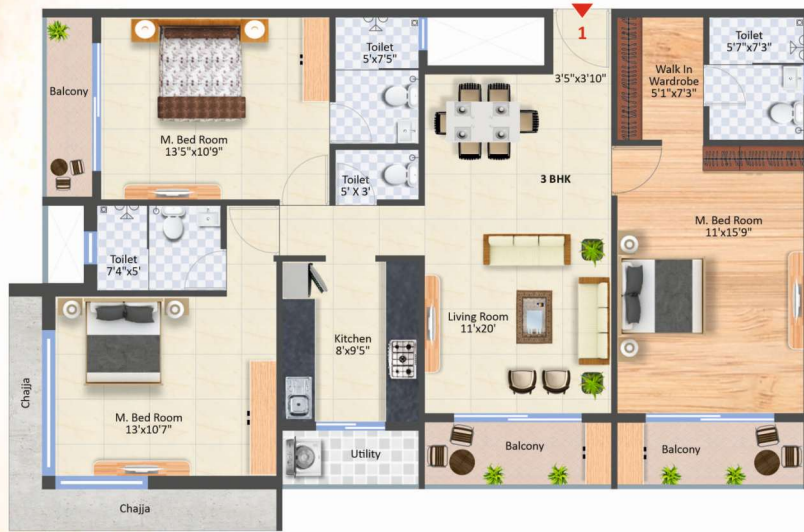 1
3'5"x3'10"
Balcony
M. Bed Room
13'5"x10'9"
Toilet
5'x7'5"
Toilet
5' X 3'
Walk In
Wardrobe
5'1"x7'3"
Toilet
5'7"x7'3"
3 BHK
M. Bed Room
11'x15'9"
Toilet
7'4"x5'
Living Room
11'x20'
Kitchen
8'x9'5"
Chajja
M. Bed Room
13'x10'7"
Utility
Balcony
Balcony
Chajja